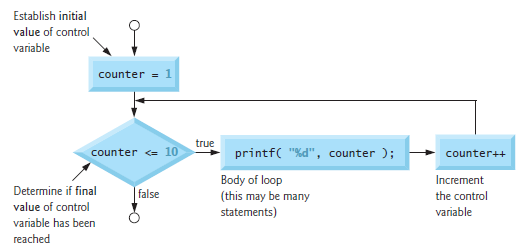 Establish initial
value of control
variable
counter = 1
counter <= 10
true
printf( "%d", counter );
counter++
false
Body of loop
(this may be many
statements)
Increment
the control
variable
Determine if final
value of control
variable has been
reached